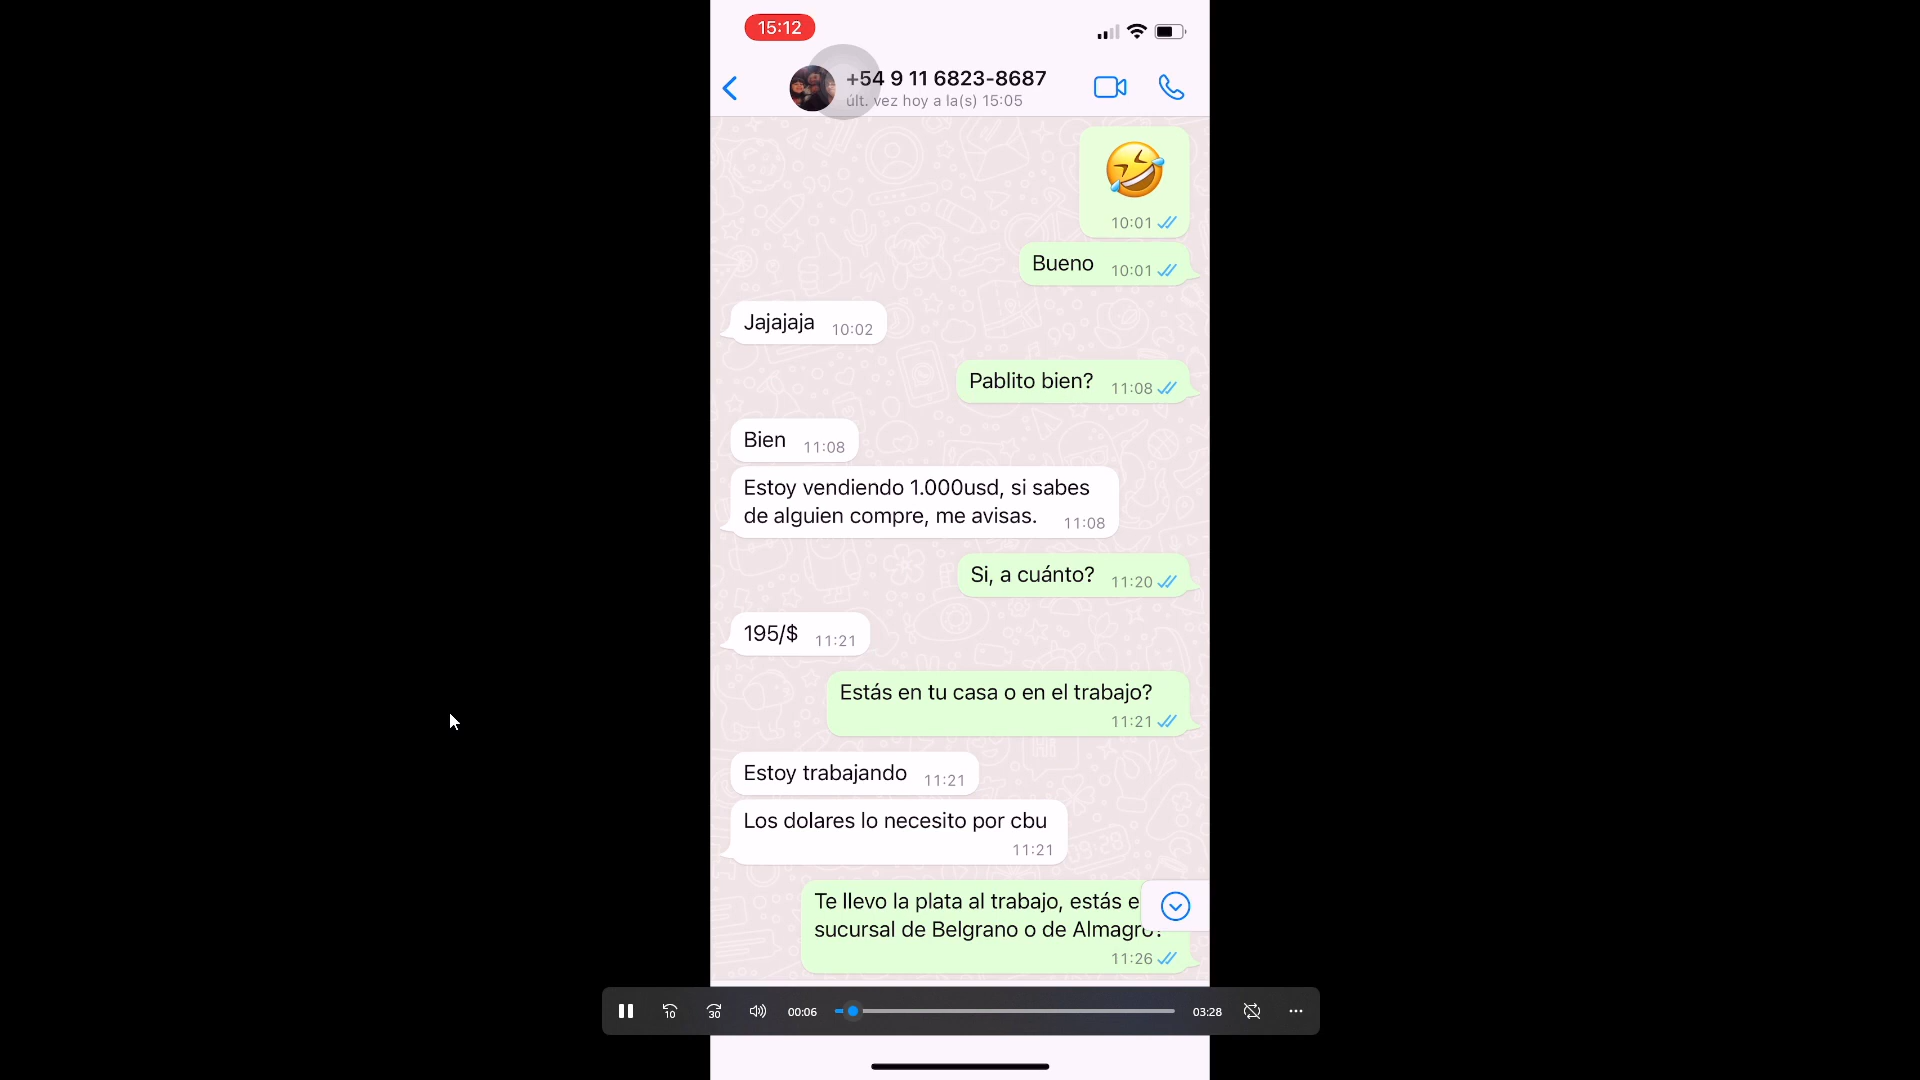 15:12
+54 9 11 6823-8687
últ. vez hoy a la(s) 15:05
10:01
Bueno 10:01
Jajajaja 10:02
Pablito bien? 11:08
Bien 11:08
Estoy vendiendo 1.000usd, si sabes
de alguien compre, me avisas. 11:08
Si, a cuánto? 11:20
195/$ 11:21
Estás en tu casa o en el trabajo?
11:21
Estoy trabajando 11:21
Los dolares lo necesito por cbu
11:21
Te llevo la plata al trabajo, estás e
sucursal de Belgrano o de Almagro?
11:26
10
30
00:06
03:28